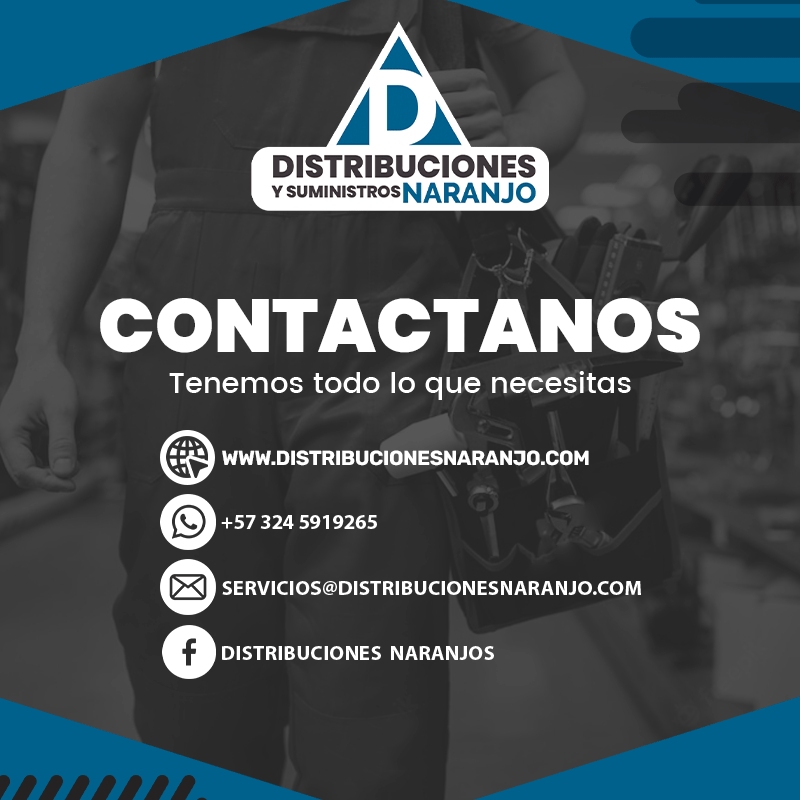 D
DISTRIBUCIONES
Y SUMINISTROS NARANJO
CONTACTANOS
Tenemos todo lo que necesitas
WWW.DISTRIBUCIONESNARANJO.COM
+57 324 5919265
SERVICIOS@DISTRIBUCIONESNARANJO.COM
f DISTRIBUCIONES NARANJOS